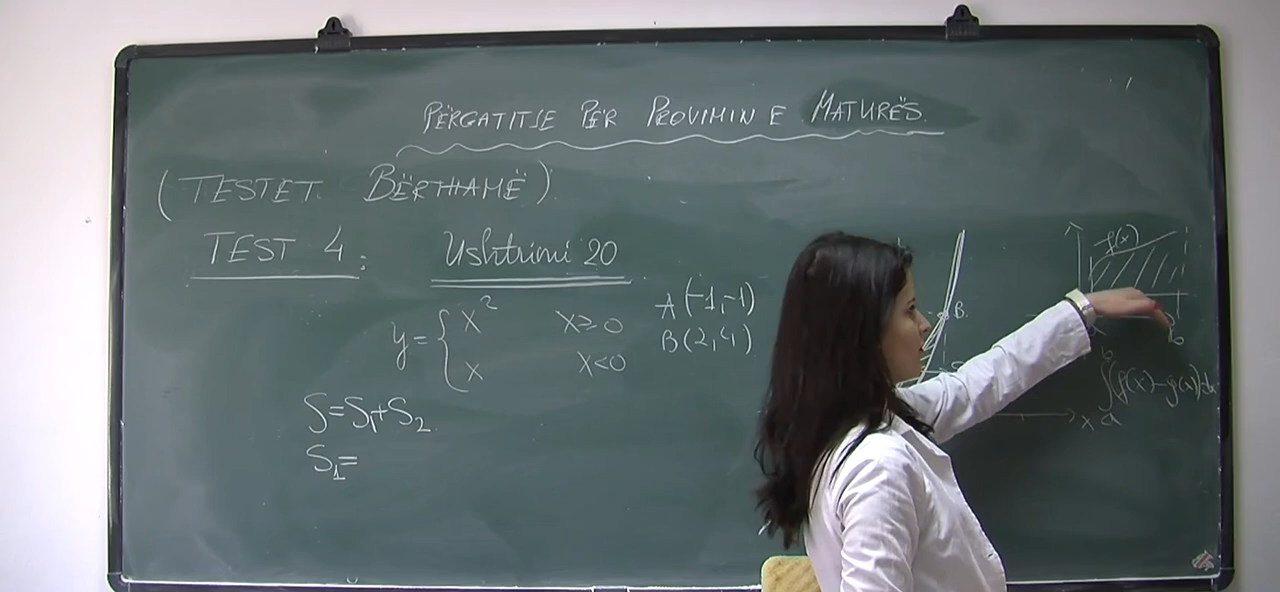 PËRGATITJE PËR PROVIMIN E MATURËS.
(TESTET BËRTHAMË)
TEST 4: Ushtrimi 20
y = { x² x ≥ 0
x x < 0
A(-1,-1)
B(2,4)
S = S₁ + S₂
S₁ =
B
x
f(x)
b
∫ₐᵇ (f(x) - g(x)) dx